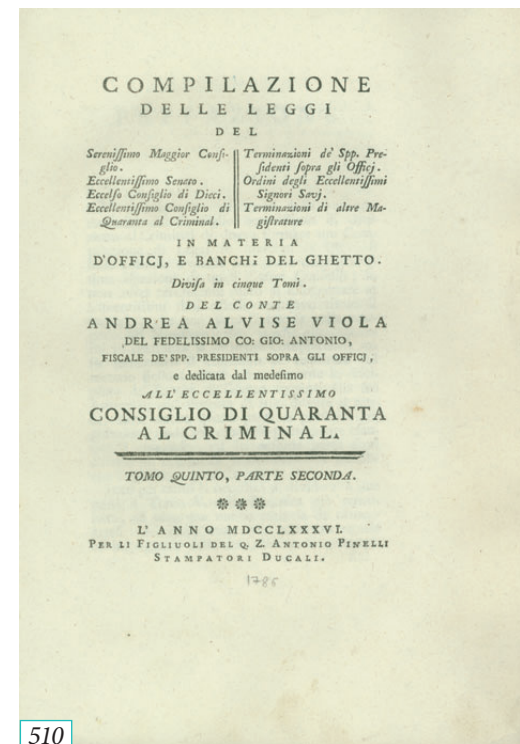 COMPILAZIONE
DELLE LEGGI
DEL
Serenissimo Maggior Consi-
glio.
Eccellentissimo Senato.
Eccelso Consiglio di Dieci.
Eccellentissimo Consiglio di
Quaranta al Criminal.
Terminazioni de' Spp. Pre-
sidenti sopra gli Officj.
Ordini degli Eccellentissimi
Signori Savj.
Terminazioni di altre Ma-
gistrature
IN MATERIA
D'OFFICJ, E BANCHI DEL GHETTO.
Divisa in cinque Tomi.
DEL CONTE
ANDREA ALVISE VIOLA
DEL FEDELISSIMO CO: GIO: ANTONIO,
FISCALE DE' SPP. PRESIDENTI SOPRA GLI OFFICJ,
e dedicata dal medesimo
ALL' ECCELLENTISSIMO
CONSIGLIO DI QUARANTA
AL CRIMINAL.
TOMO QUINTO, PARTE SECONDA.
L' ANNO MDCCLXXXVI.
PER LI FIGLIUOLI DEL Q. Z. ANTONIO PINELLI
STAMPATORI DUCALI.
1786
510